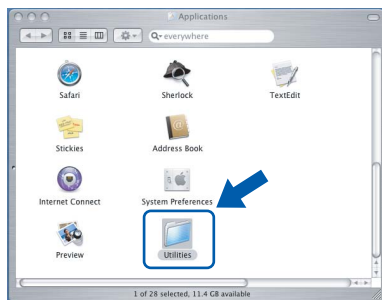 Applications
everywhere
Safari
Sherlock
TextEdit
Stickies
Address Book
Internet Connect
System Preferences
Preview
Utilities
1 of 28 selected, 11.4 GB available